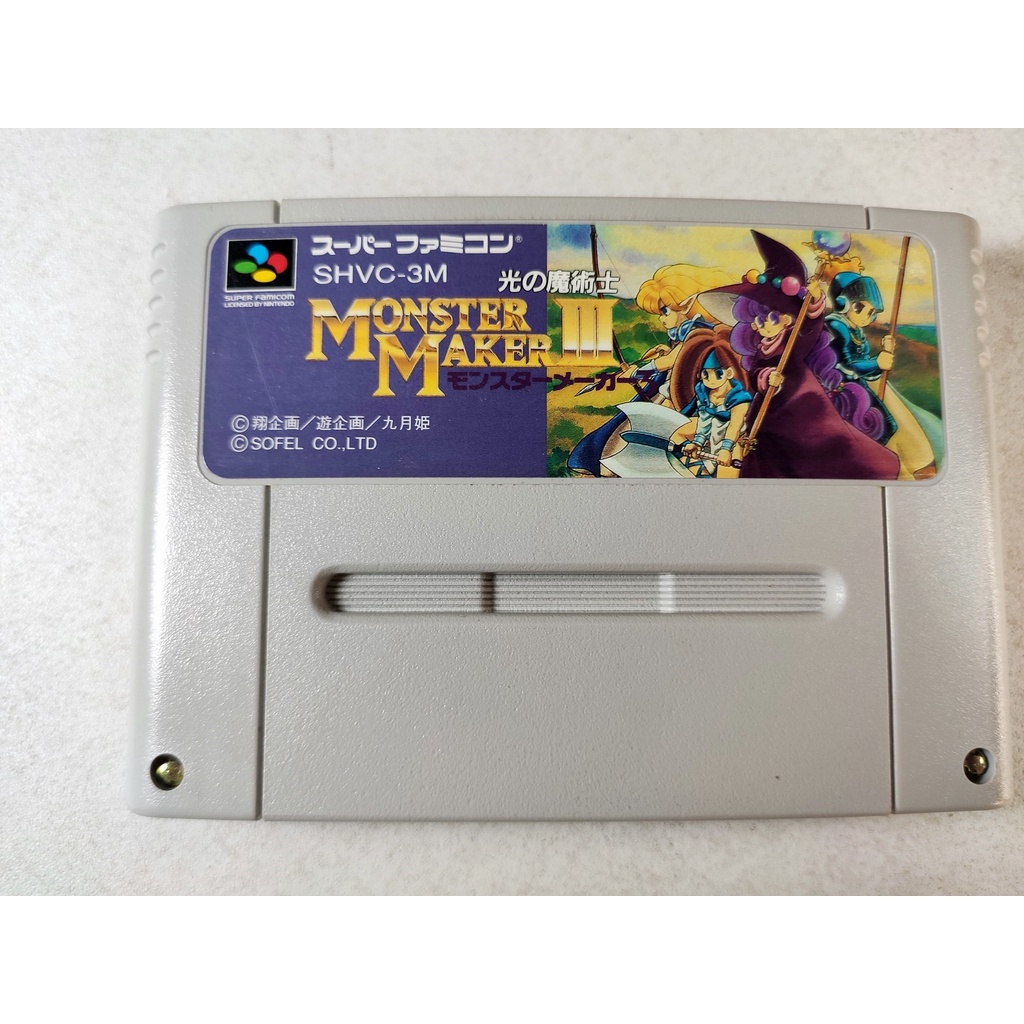 スーパーファミコン®
SHVC-3M
SUPER FAMICOM
LICENSED BY NINTENDO
光の魔術士
MONSTER
MAKER III
モンスターメーカー3
©翔企画/遊企画/九月姫
©SOFEL CO.,LTD